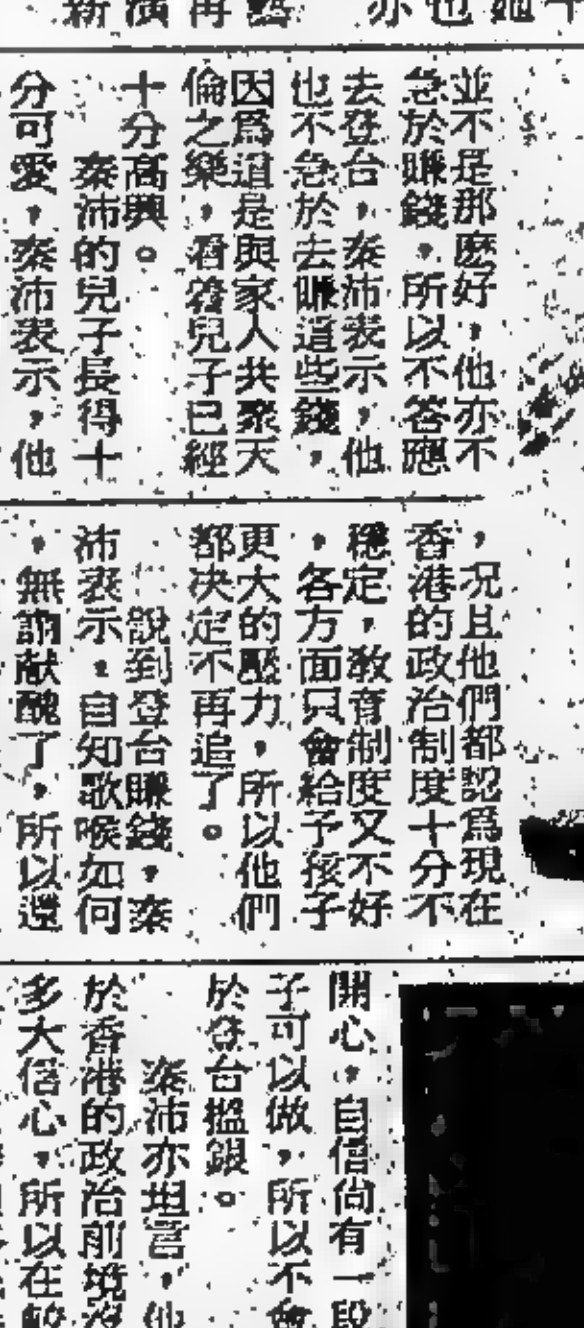 並不是那麽好，他亦不
急於賺錢。所以不答應
去登台，秦沛表示，他
也不急於去賺這些錢，
因爲這是與家人共聚天
倫之樂，看着兒子已經
十分高興。
秦沛的兒子長得十
分可愛，秦沛表示，他
，况且他們都認爲現在
香港的政治制度十分不
穩定，教育制度又不好
，各方面只會給予孩子
更大的壓力，所以他們
都决定不再追了。
說到登台賺錢，秦
沛表示。自知歌喉如何
，無謂献醜了，所以還
開心，自信尚有一段
子可以做，所以不會
於登台搵銀。
秦沛亦坦言，他
於香港的政治前境沒
多大信心，所以在較